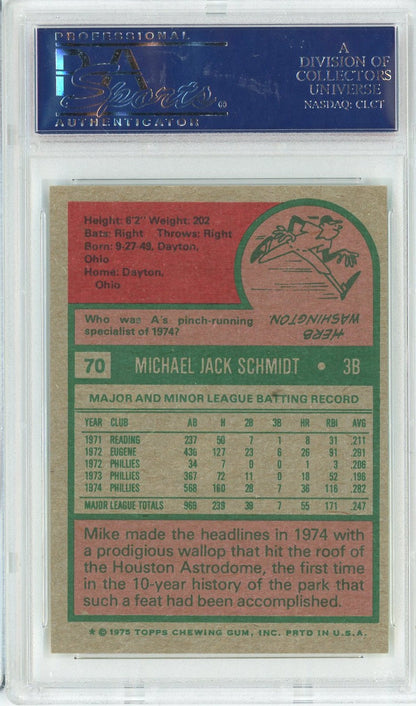 PROFESSIONAL
PSA
Sports
AUTHENTICATOR
A
DIVISION OF
COLLECTORS
UNIVERSE
NASDAQ: CLCT
Height: 6'2" Weight: 202
Bats: Right Throws: Right
Born: 9-27-49, Dayton,
Ohio
Home: Dayton,
Ohio
Who was A's pinch-running
specialist of 1974?
HERB
WASHINGTON.
70 MICHAEL JACK SCHMIDT • 3B
MAJOR AND MINOR LEAGUE BATTING RECORD
YEAR CLUB AB H 2B 3B HR RBI AVG
1971 READING 237 50 7 1 8 31 .211
1972 EUGENE 436 127 23 6 26 91 .291
1972 PHILLIES 34 7 0 0 1 3 .206
1973 PHILLIES 367 72 11 0 18 52 .196
1974 PHILLIES 568 160 28 7 36 116 .282
MAJOR LEAGUE TOTALS 969 239 39 7 55 171 .247
Mike made the headlines in 1974 with
a prodigious wallop that hit the roof of
the Houston Astrodome, the first time
in the 10-year history of the park that
such a feat had been accomplished.
* © 1975 TOPPS CHEWING GUM, INC. PRTD IN U.S.A.